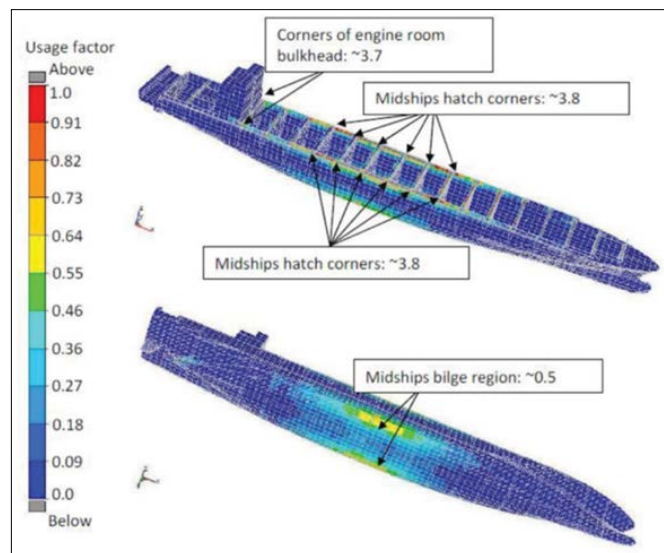 Usage factor
Above
1.0
0.91
0.82
0.73
0.64
0.55
0.46
0.36
0.27
0.18
0.09
0.0
Below
Corners of engine room
bulkhead: ~3.7
Midships hatch corners: ~3.8
Midships hatch corners: ~3.8
Midships bilge region: ~0.5